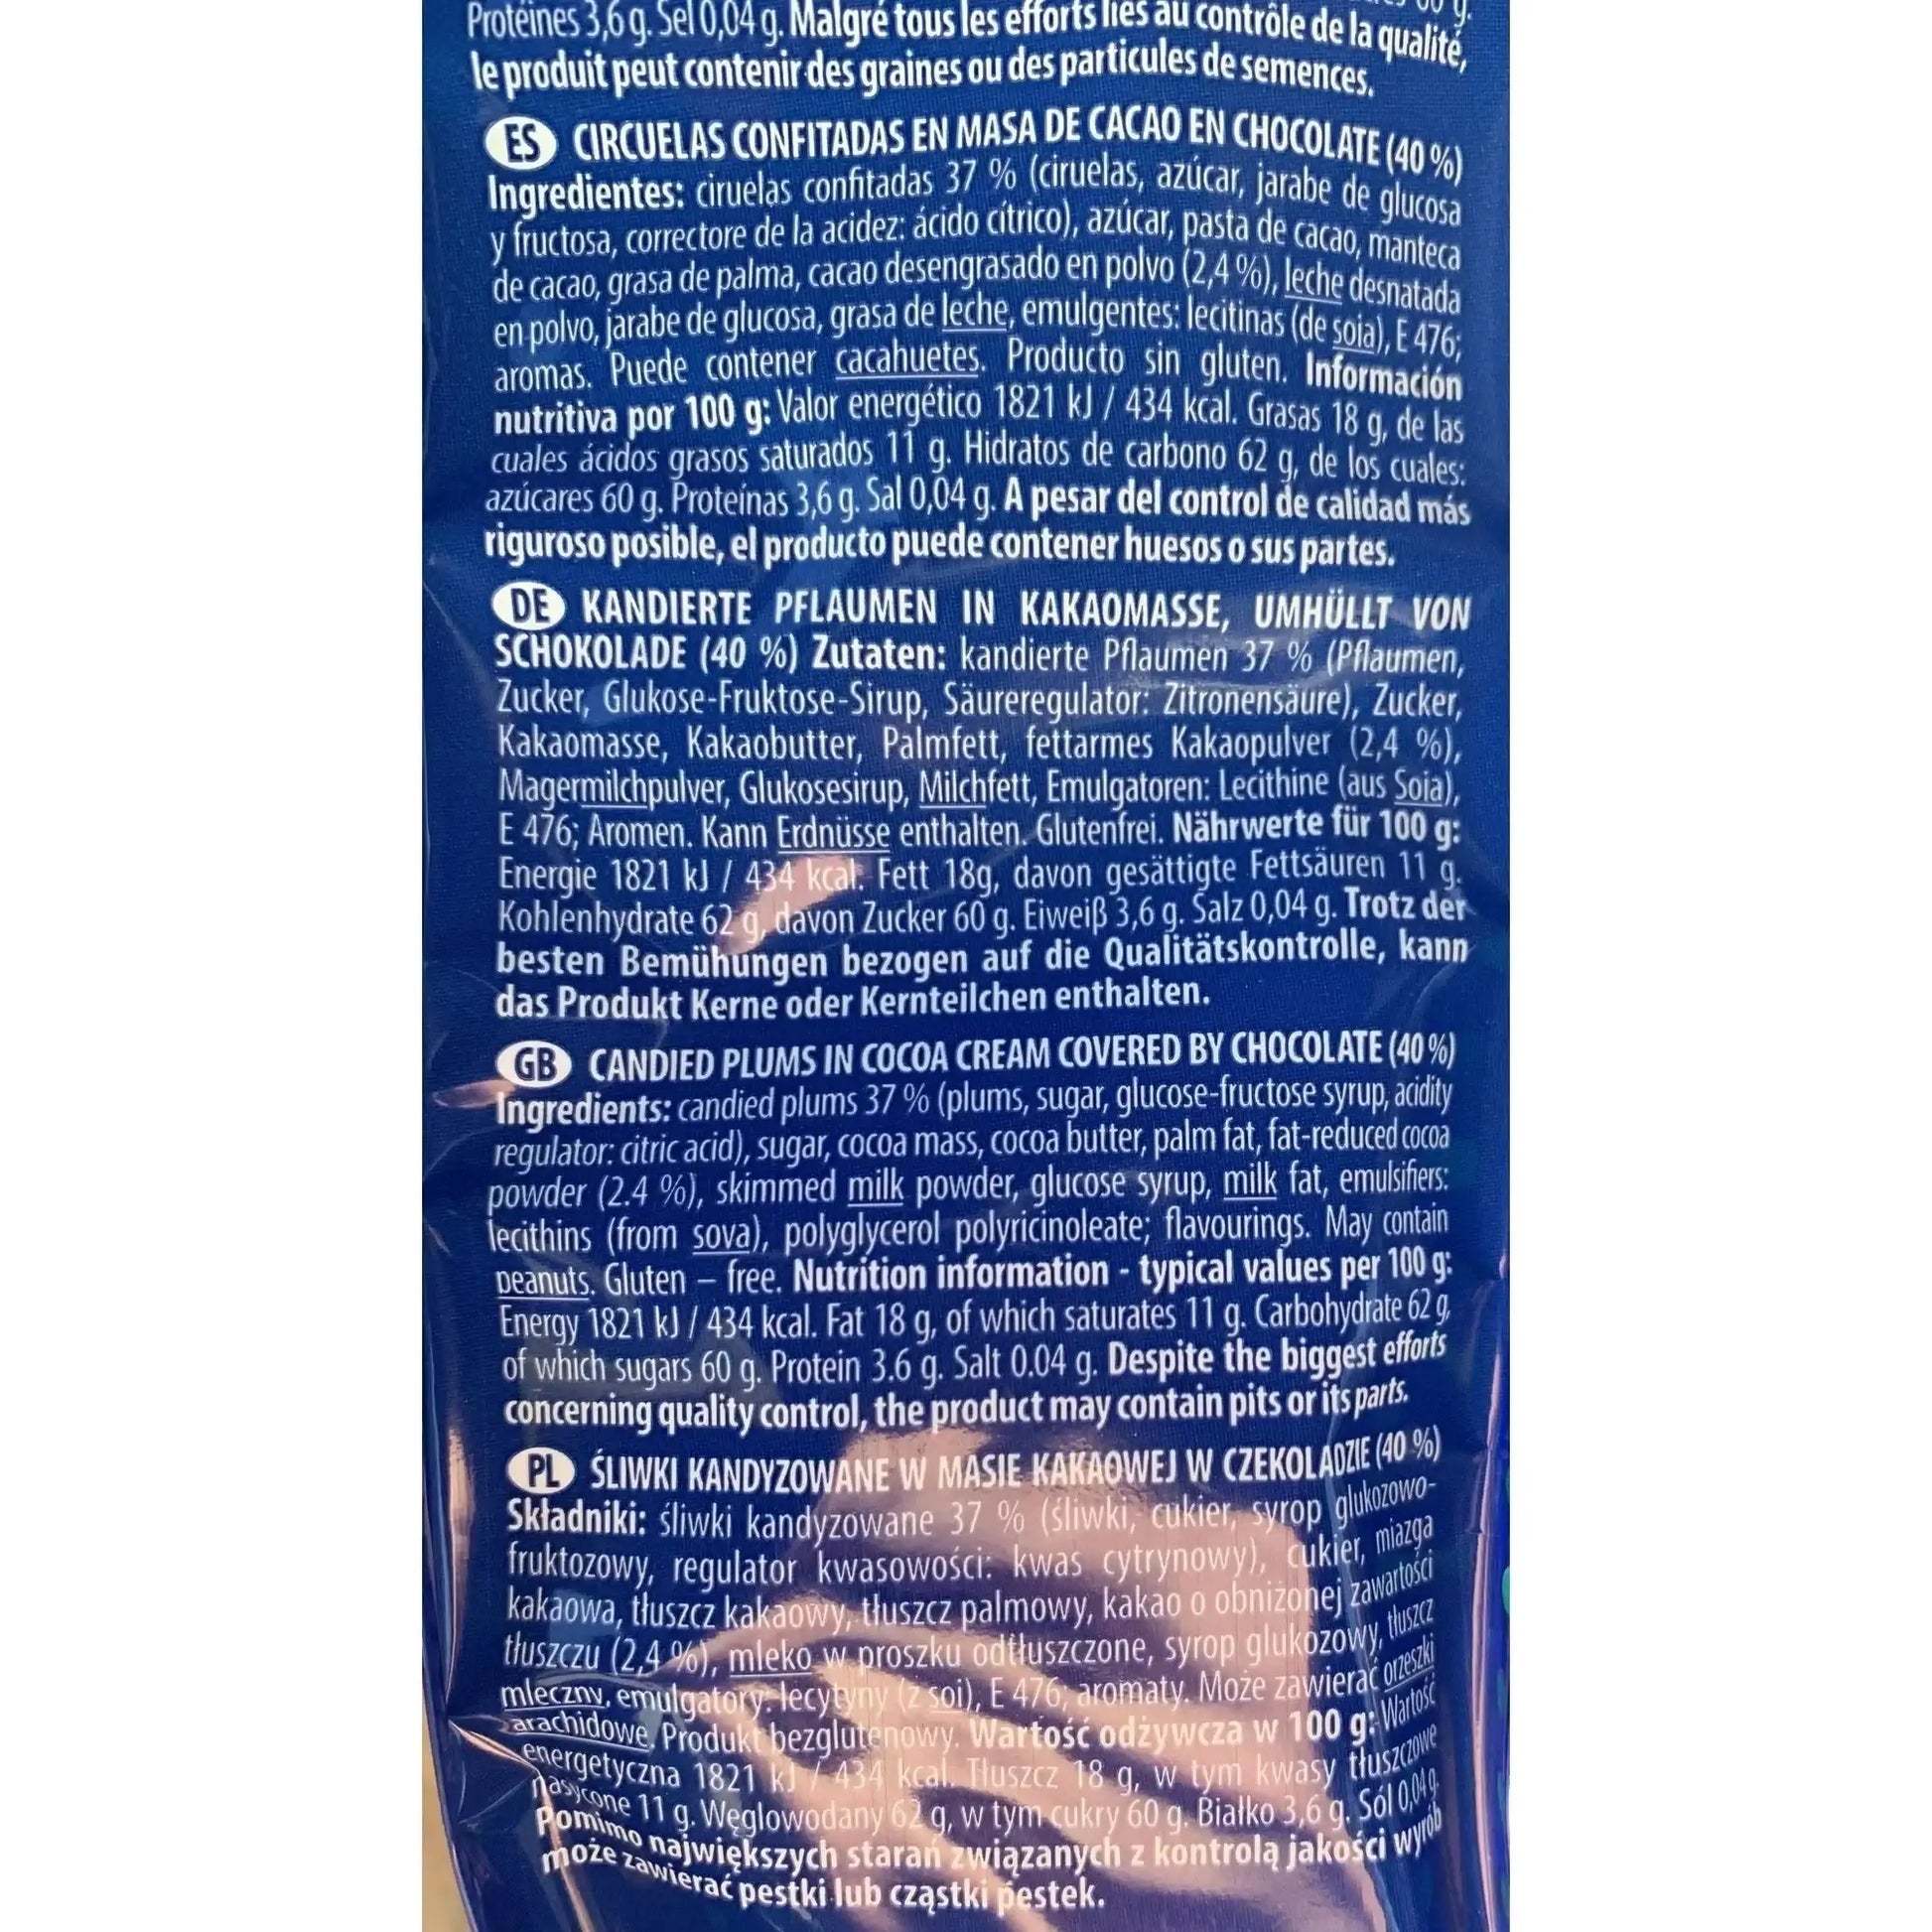 Protéines 3,6 g. Sel 0,04 g. Malgré tous les efforts liés au contrôle de la qualité,
le produit peut contenir des graines ou des particules de semences.
ES CIRCUELAS CONFITADAS EN MASA DE CACAO EN CHOCOLATE (40 %)
Ingredientes: ciruelas confitadas 37 % (ciruelas, azúcar, jarabe de glucosa
y fructosa, correctore de la acidez: ácido cítrico), azúcar, pasta de cacao, manteca
de cacao, grasa de palma, cacao desengrasado en polvo (2,4 %), leche desnatada
en polvo, jarabe de glucosa, grasa de leche, emulgentes: lecitinas (de soia), E 476;
aromas. Puede contener cacahuetes. Producto sin gluten. Información
nutritiva por 100 g: Valor energético 1821 kJ / 434 kcal. Grasas 18 g, de las
cuales ácidos grasos saturados 11 g. Hidratos de carbono 62 g, de los cuales:
azúcares 60 g. Proteínas 3,6 g. Sal 0,04 g. A pesar del control de calidad más
riguroso posible, el producto puede contener huesos o sus partes.
DE KANDIERTE PFLAUMEN IN KAKAOMASSE, UMHÜLLT VON
SCHOKOLADE (40 %) Zutaten: kandierte Pflaumen 37 % (Pflaumen,
Zucker, Glukose-Fruktose-Sirup, Säureregulator: Zitronensäure), Zucker,
Kakaomasse, Kakaobutter, Palmfett, fettarmes Kakaopulver (2,4 %),
Magermilchpulver, Glukosesirup, Milchfett, Emulgatoren: Lecithine (aus Soia),
E 476; Aromen. Kann Erdnüsse enthalten. Glutenfrei. Nährwerte für 100 g:
Energie 1821 kJ / 434 kcal. Fett 18g, davon gesättigte Fettsäuren 11 g.
Kohlenhydrate 62 g, davon Zucker 60 g. Eiweiß 3,6 g. Salz 0,04 g. Trotz der
besten Bemühungen bezogen auf die Qualitätskontrolle, kann
das Produkt Kerne oder Kernteilchen enthalten.
GB CANDIED PLUMS IN COCOA CREAM COVERED BY CHOCOLATE (40 %)
Ingredients: candied plums 37 % (plums, sugar, glucose-fructose syrup, acidity
regulator: citric acid), sugar, cocoa mass, cocoa butter, palm fat, fat-reduced cocoa
powder (2.4 %), skimmed milk powder, glucose syrup, milk fat, emulsifiers:
lecithins (from soya), polyglycerol polyricinoleate; flavourings. May contain
peanuts. Gluten – free. Nutrition information - typical values per 100 g:
Energy 1821 kJ / 434 kcal. Fat 18 g, of which saturates 11 g. Carbohydrate 62 g,
of which sugars 60 g. Protein 3.6 g. Salt 0.04 g. Despite the biggest efforts
concerning quality control, the product may contain pits or its parts.
PL ŚLIWKI KANDYZOWANE W MASIE KAKAOWEJ W CZEKOLADZIE (40 %)
Składniki: śliwki kandyzowane 37 % (śliwki, cukier, syrop glukozowo-
fruktozowy, regulator kwasowości: kwas cytrynowy), cukier, miazga
kakaowa, tłuszcz kakaowy, tłuszcz palmowy, kakao o obniżonej zawartości
tłuszczu (2,4 %), mleko w proszku odtłuszczone, syrop glukozowy, tłuszcz
mleczny, emulgatory: lecytyny (z soi), E 476; aromaty. Może zawierać orzeszki
arachidowe. Produkt bezglutenowy. Wartość odżywcza w 100 g: Wartość
energetyczna 1821 kJ / 434 kcal. Tłuszcz 18 g, w tym kwasy tłuszczowe
nasycone 11 g. Węglowodany 62 g, w tym cukry 60 g. Białko 3,6 g. Sól 0,04 g.
Pomimo największych starań związanych z kontrolą jakości wyrób
może zawierać pestki lub cząstki pestek.